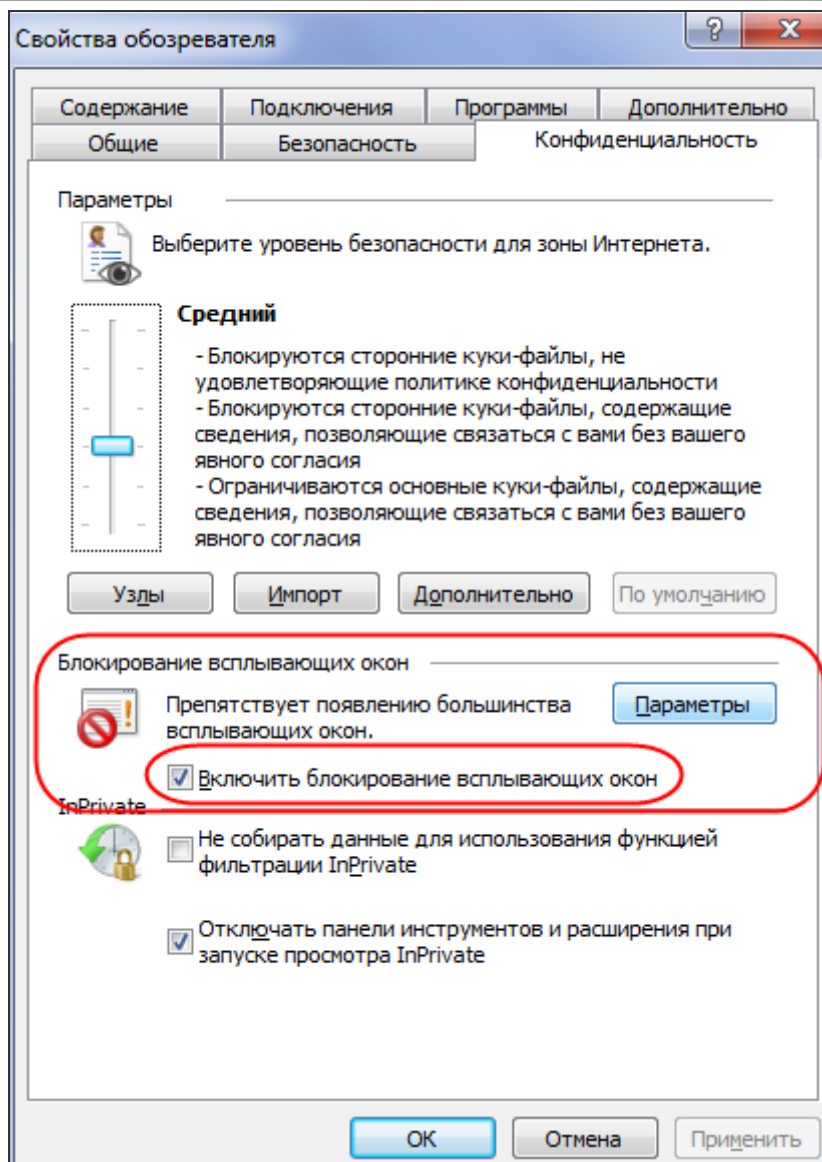 Свойства обозревателя
Содержание Подключения Программы Дополнительно
Общие Безопасность Конфиденциальность
Параметры
Выберите уровень безопасности для зоны Интернета.
Средний
- Блокируются сторонние куки-файлы, не
удовлетворяющие политике конфиденциальности
- Блокируются сторонние куки-файлы, содержащие
сведения, позволяющие связаться с вами без вашего
явного согласия
- Ограничиваются основные куки-файлы, содержащие
сведения, позволяющие связаться с вами без вашего
явного согласия
Узлы Импорт Дополнительно По умолчанию
Блокирование всплывающих окон
Препятствует появлению большинства
всплывающих окон.
Параметры
Включить блокирование всплывающих окон
InPrivate
Не собирать данные для использования функцией
фильтрации InPrivate
Отключать панели инструментов и расширения при
запуске просмотра InPrivate
ОК Отмена Применить